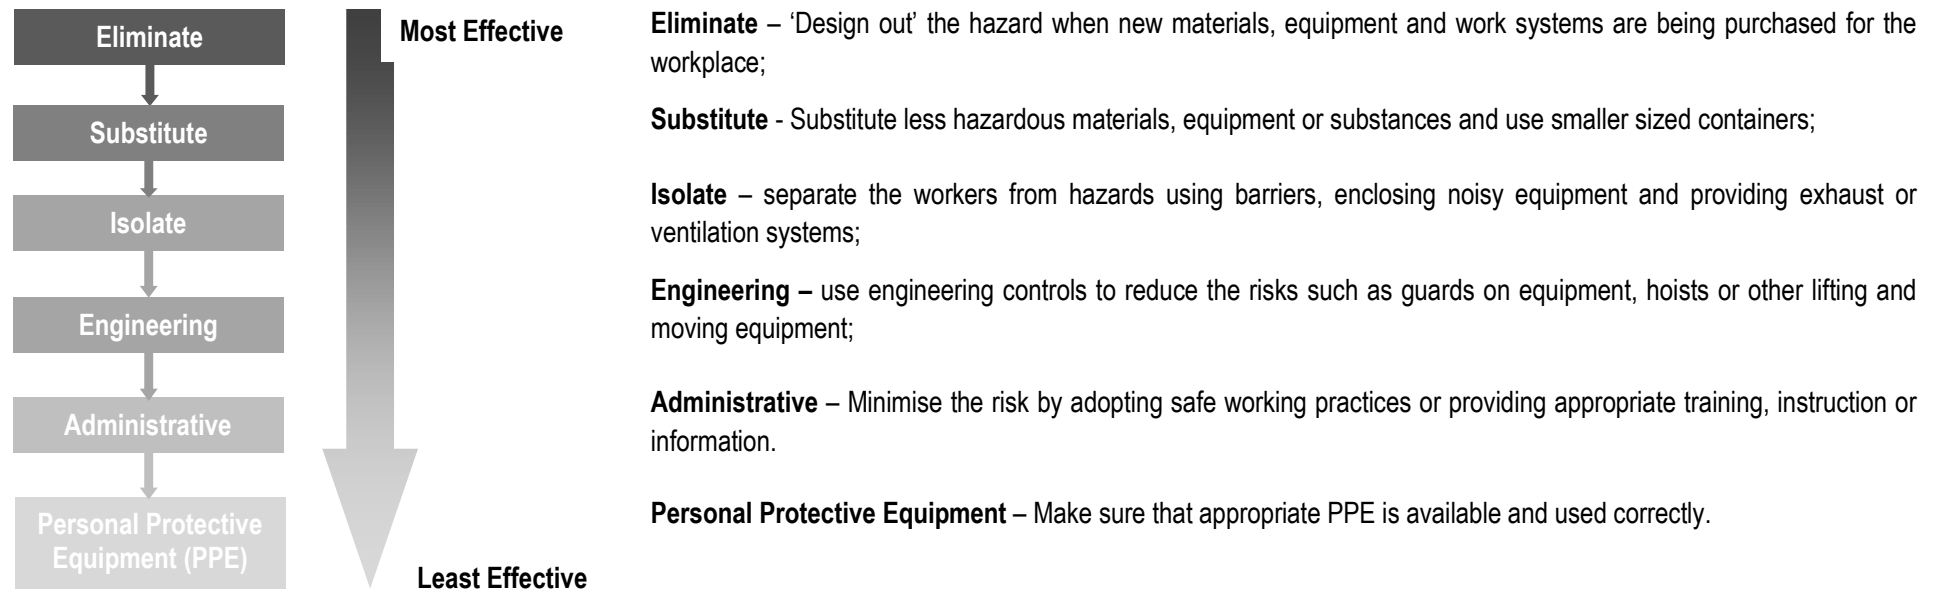 Eliminate
Substitute
Isolate
Engineering
Administrative
Personal Protective
Equipment (PPE)
Most Effective
Least Effective
Eliminate – ‘Design out’ the hazard when new materials, equipment and work systems are being purchased for the
workplace;
Substitute - Substitute less hazardous materials, equipment or substances and use smaller sized containers;
Isolate – separate the workers from hazards using barriers, enclosing noisy equipment and providing exhaust or
ventilation systems;
Engineering – use engineering controls to reduce the risks such as guards on equipment, hoists or other lifting and
moving equipment;
Administrative – Minimise the risk by adopting safe working practices or providing appropriate training, instruction or
information.
Personal Protective Equipment – Make sure that appropriate PPE is available and used correctly.